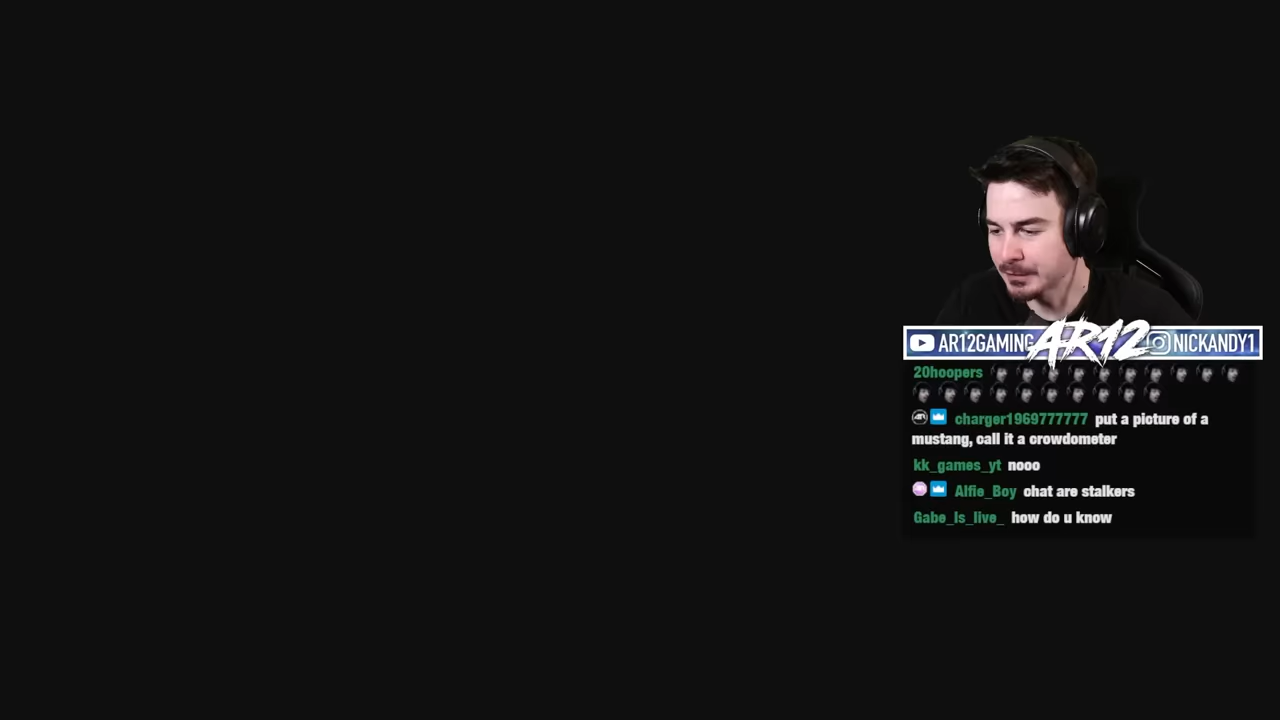 AR12GAMING AR12 NICKANDY1
20hoopers
charger1969777777 put a picture of a
mustang, call it a crowdometer
kk_games_yt nooo
Alfie_Boy chat are stalkers
Gabe_Is_live_ how do u know